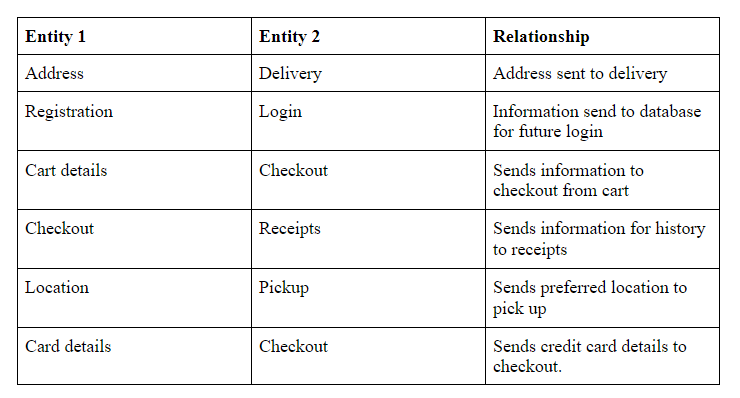 Entity 1 Entity 2 Relationship
Address Delivery Address sent to delivery
Registration Login Information send to database
for future login
Cart details Checkout Sends information to
checkout from cart
Checkout Receipts Sends information for history
to receipts
Location Pickup Sends preferred location to
pick up
Card details Checkout Sends credit card details to
checkout.